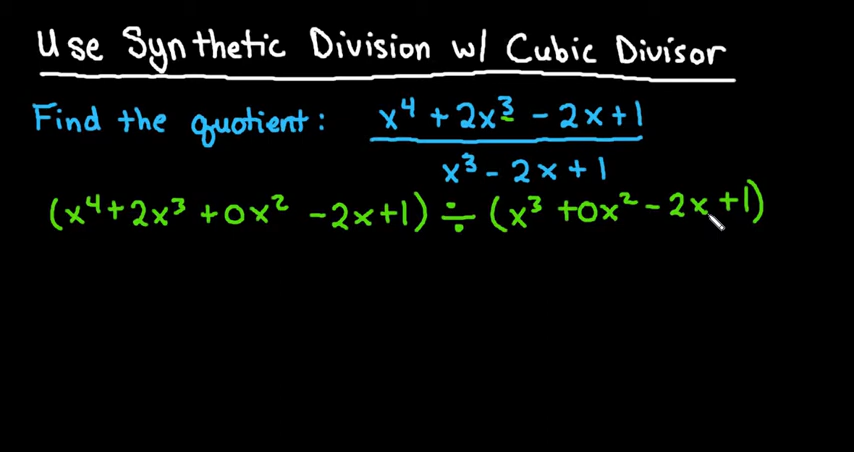 Use Synthetic Division w/ Cubic Divisor
Find the quotient: x⁴ + 2x³ - 2x + 1
x³ - 2x + 1
(x⁴ + 2x³ + 0x² - 2x + 1) ÷ (x³ + 0x² - 2x + 1)